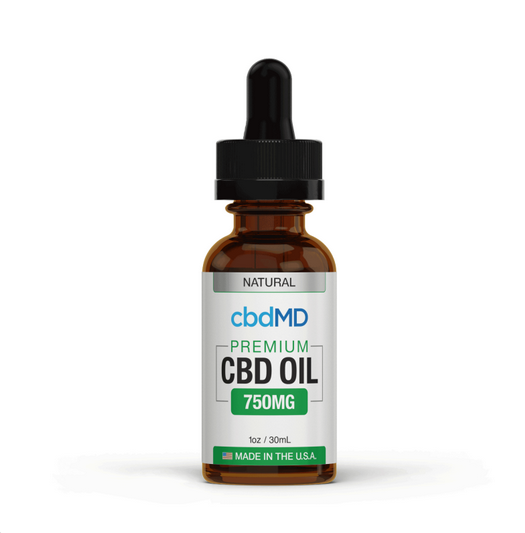 NATURAL
cbdMD
PREMIUM
CBD OIL
750MG
1oz / 30mL
MADE IN THE U.S.A.